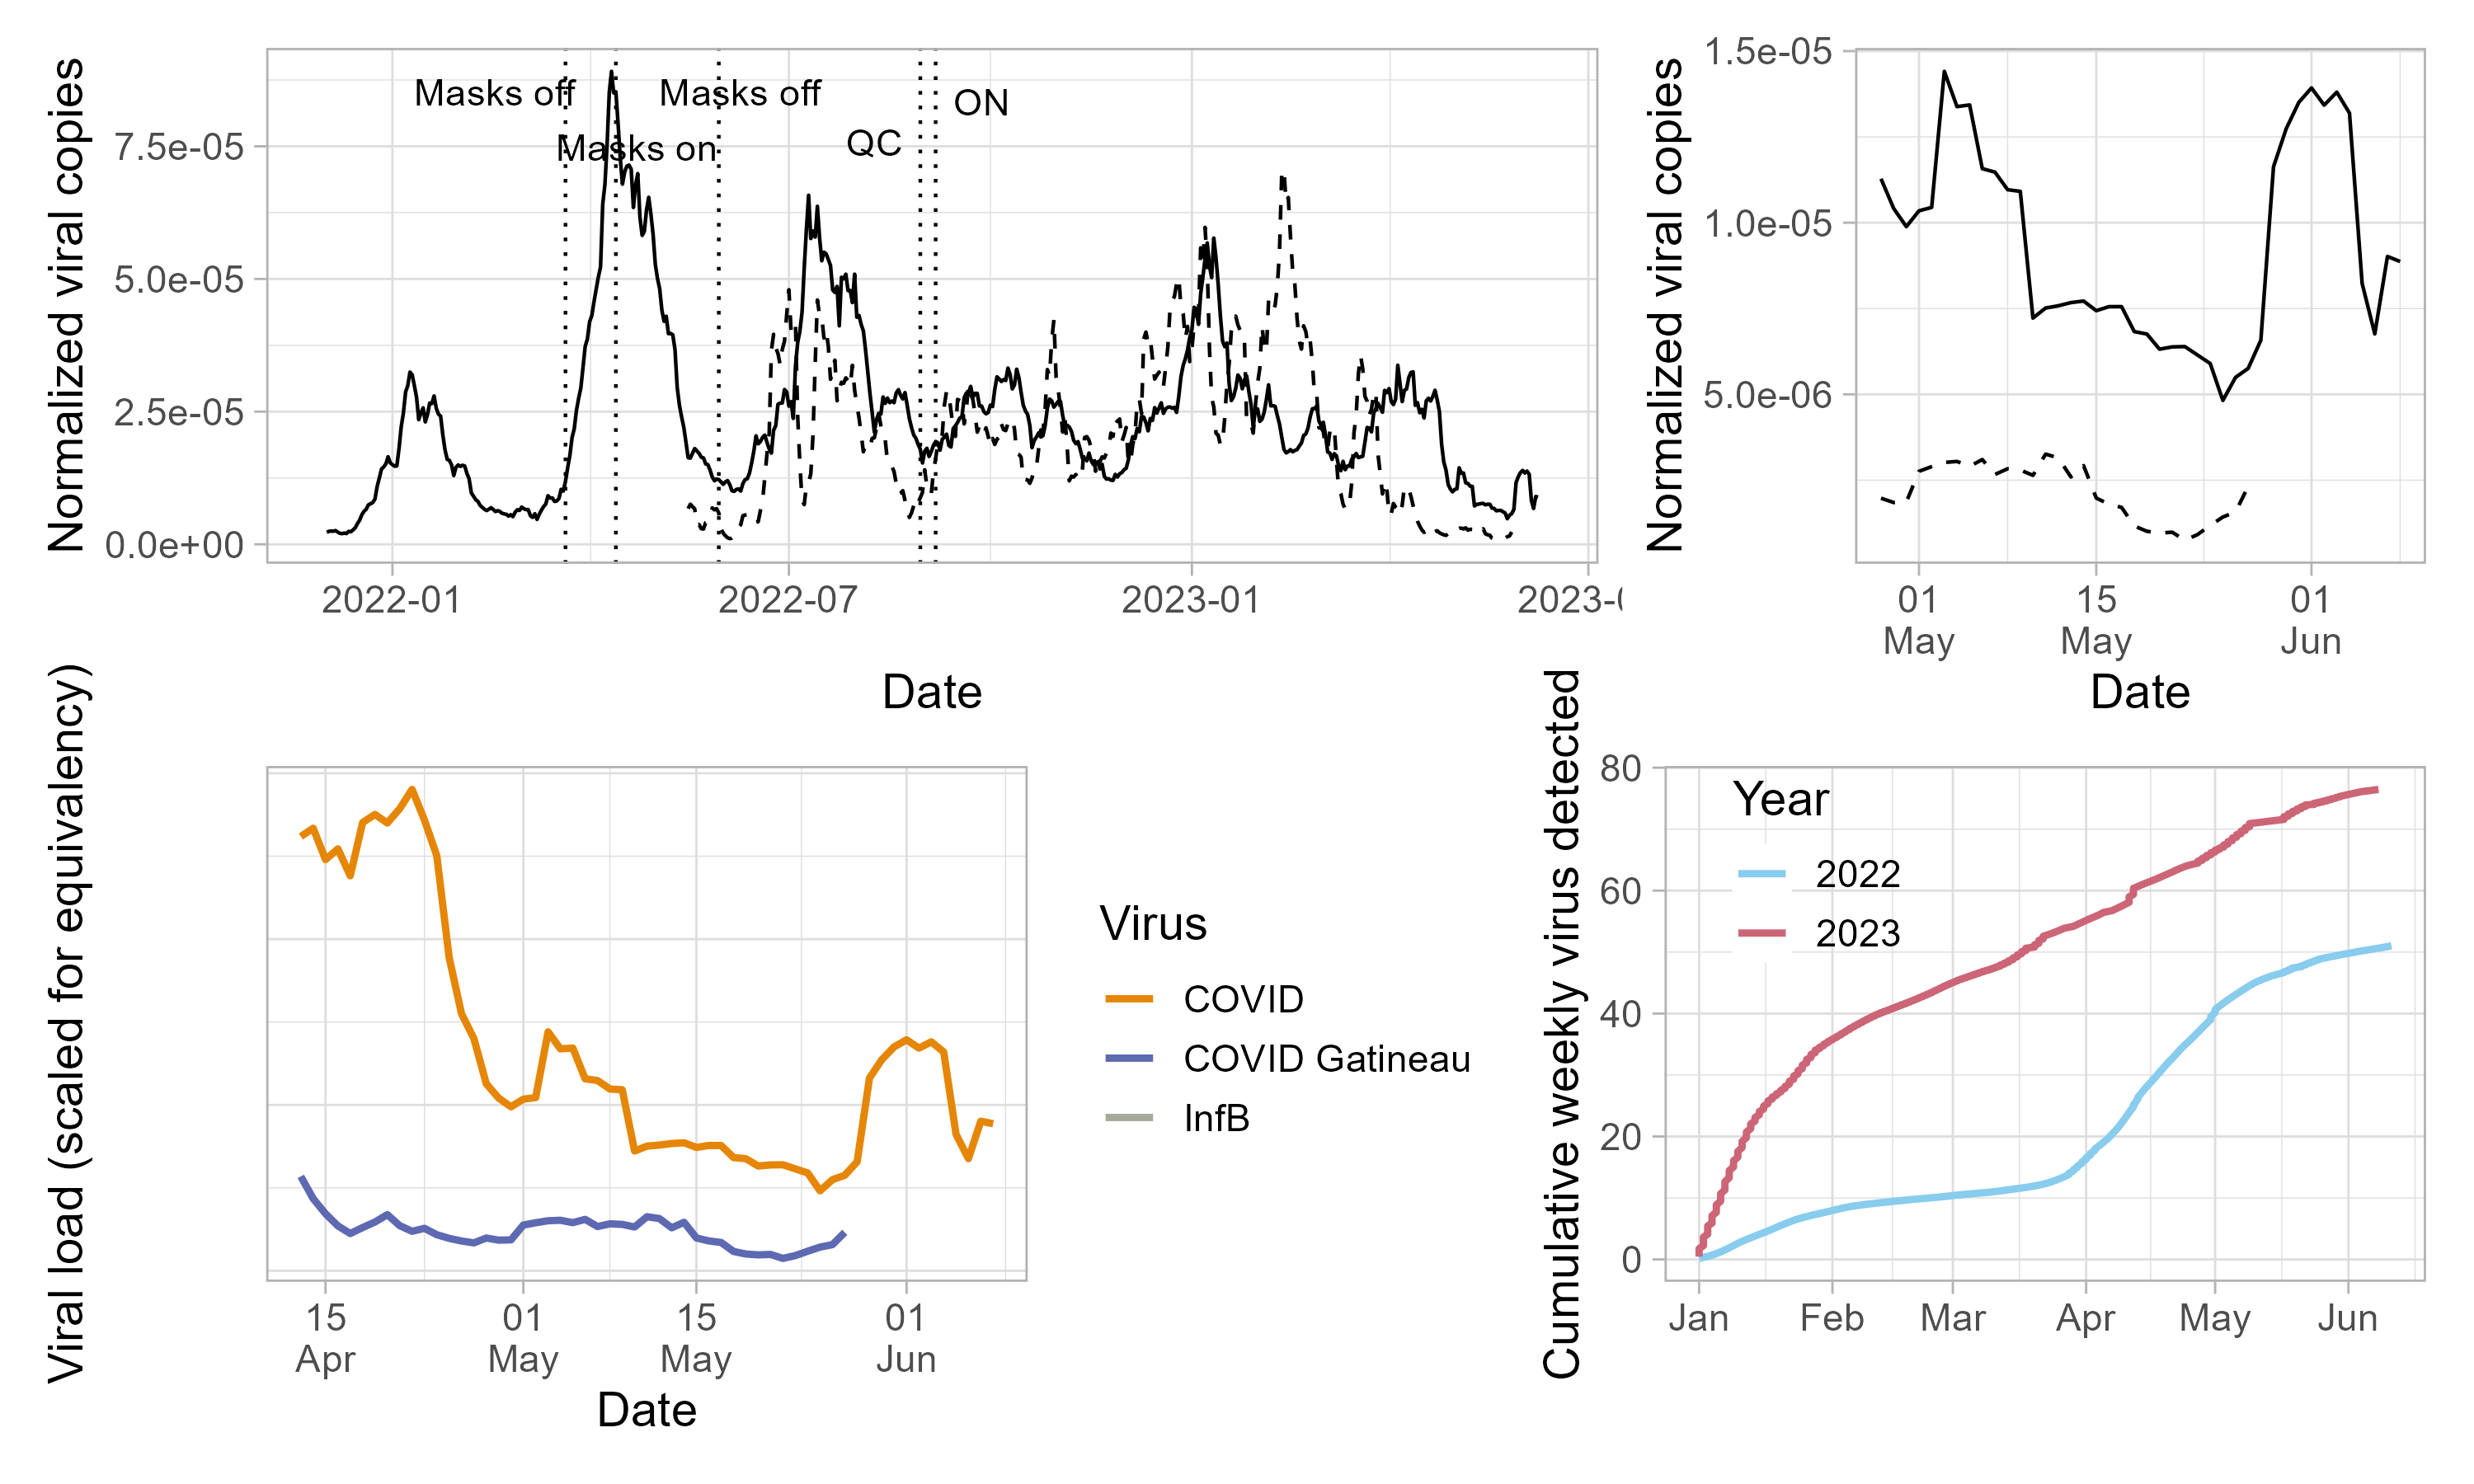 Normalized viral copies
7.5e-05
5.0e-05
2.5e-05
0.0e+00
Masks off
Masks on
Masks off
QC
ON
2022-01
2022-07
2023-01
2023-
Date
Normalized viral copies
1.5e-05
1.0e-05
5.0e-06
01
May
15
May
01
Jun
Date
Viral load (scaled for equivalency)
15
Apr
01
May
15
May
01
Jun
Date
Virus
COVID
COVID Gatineau
InfB
Cumulative weekly virus detected
80
60
40
20
0
Year
2022
2023
Jan
Feb
Mar
Apr
May
Jun